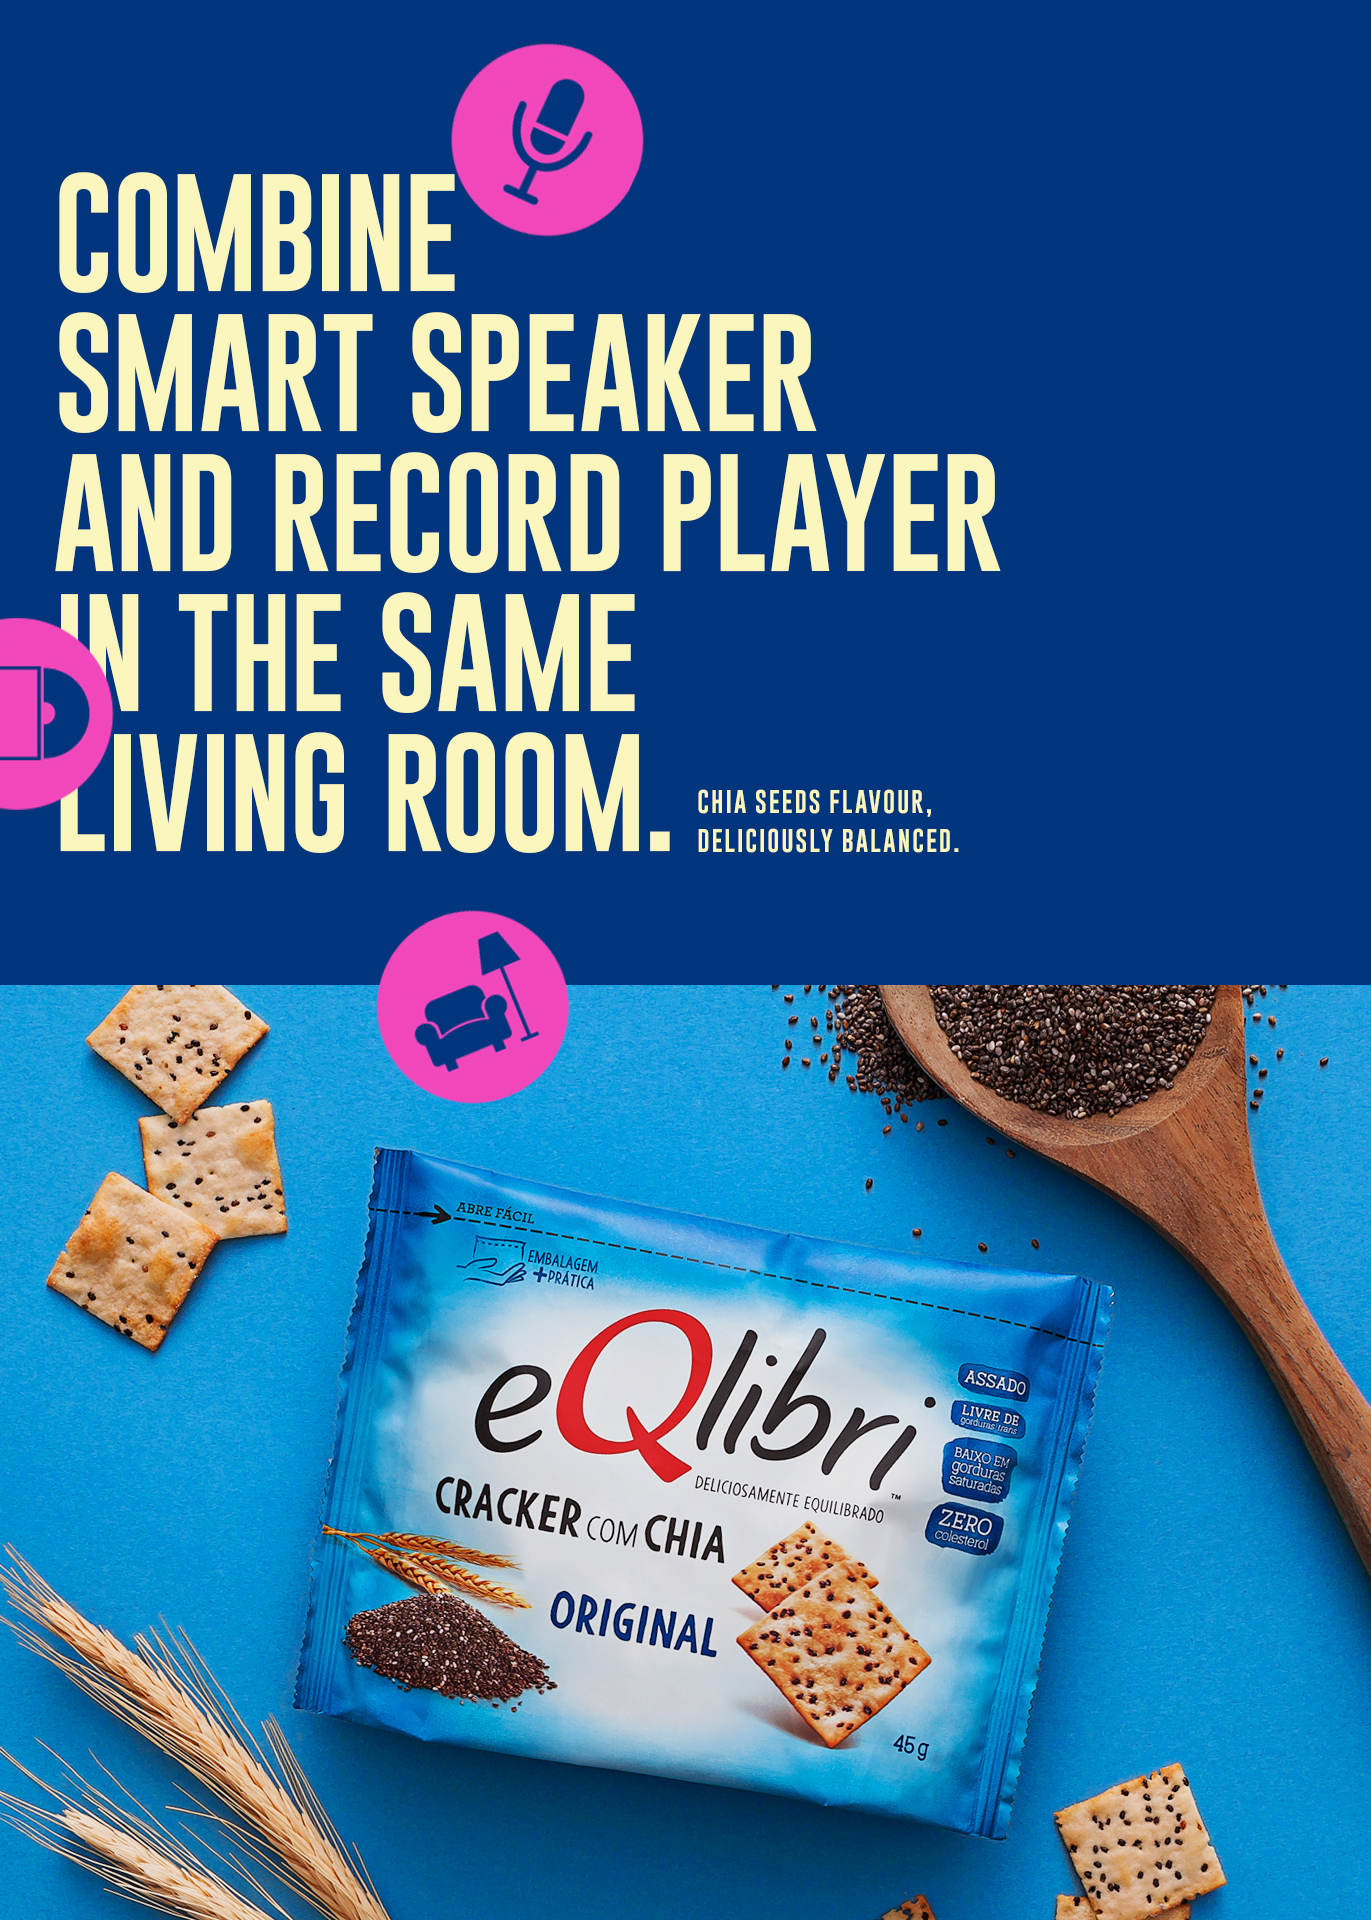 COMBINE
SMART SPEAKER
AND RECORD PLAYER
IN THE SAME
LIVING ROOM.
CHIA SEEDS FLAVOUR,
DELICIOUSLY BALANCED.
ABRE FÁCIL
EMBALAGEM
+PRÁTICA
eQlibri™
DELICIOSAMENTE EQUILIBRADO
CRACKER COM CHIA
ORIGINAL
ASSADO
LIVRE DE
gorduras trans
BAIXO EM
gorduras
saturadas
ZERO
colesterol
45g